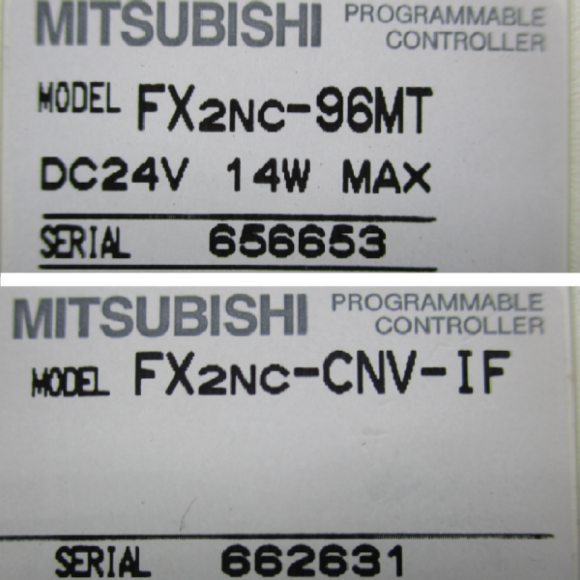 MITSUBISHI PROGRAMMABLE CONTROLLER
MODEL FX2NC-96MT
DC24V 14W MAX
SERIAL 656653
MITSUBISHI PROGRAMMABLE CONTROLLER
MODEL FX2NC-CNV-IF
SERIAL 662631